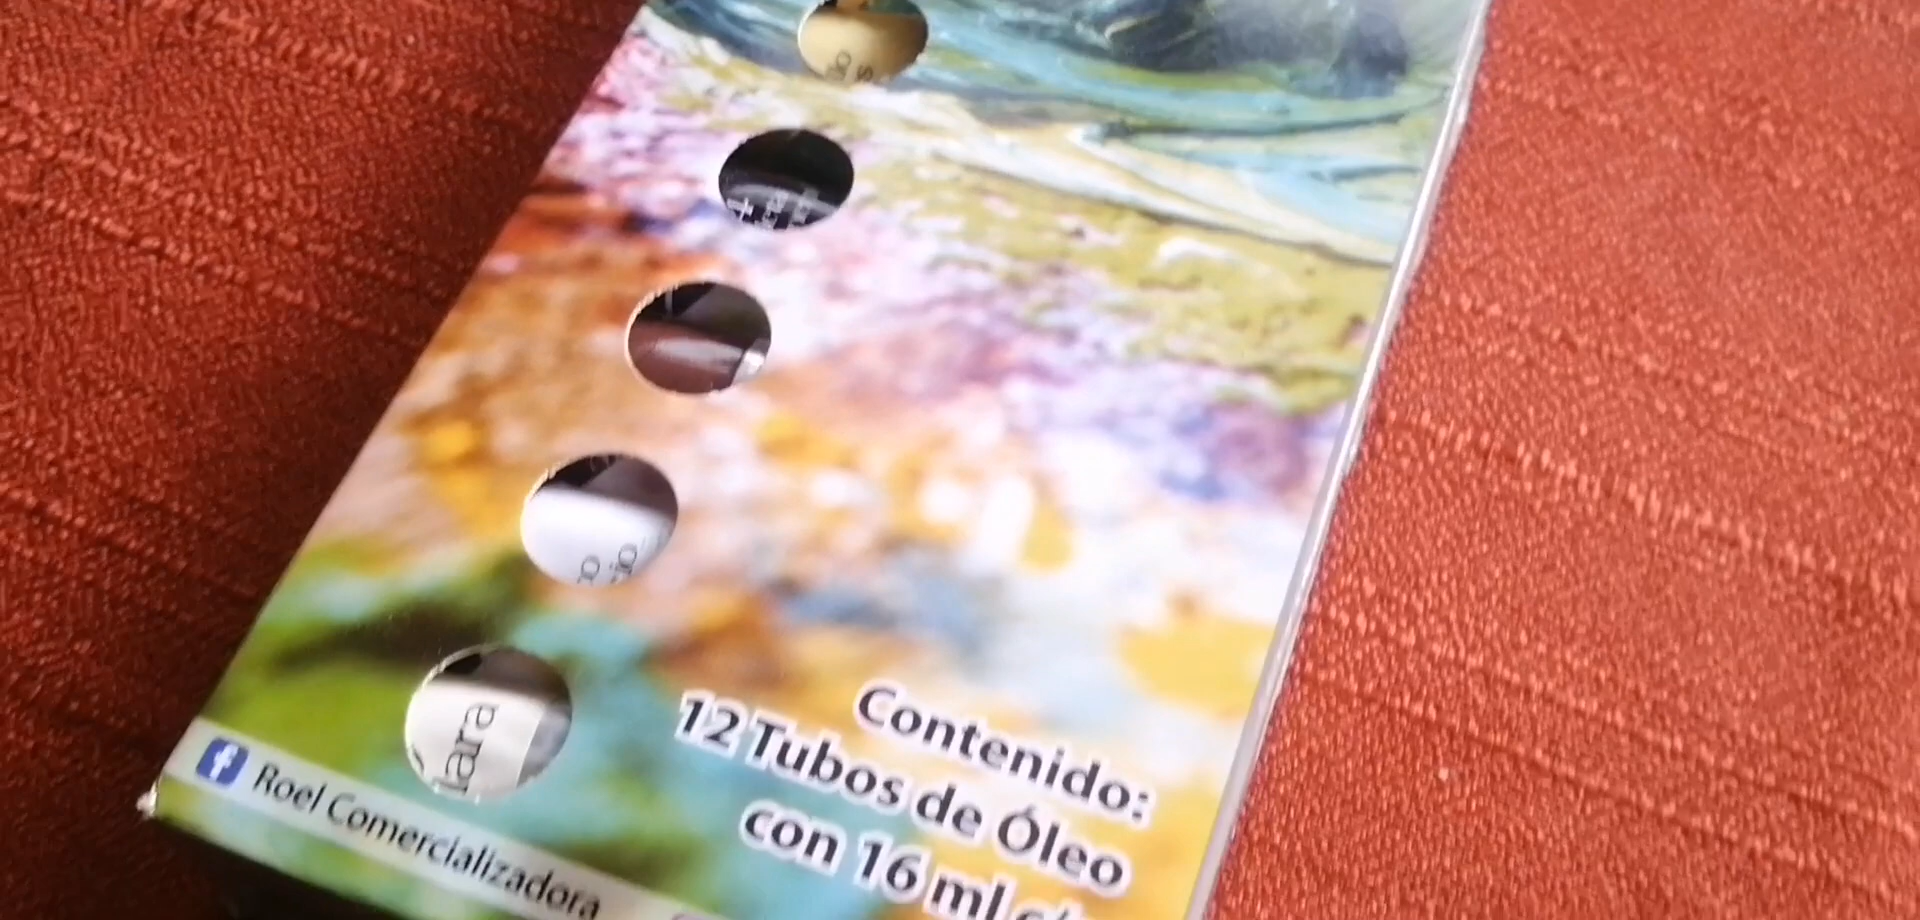 Contenido:
12 Tubos de Óleo
con 16 ml
Roel Comercializadora